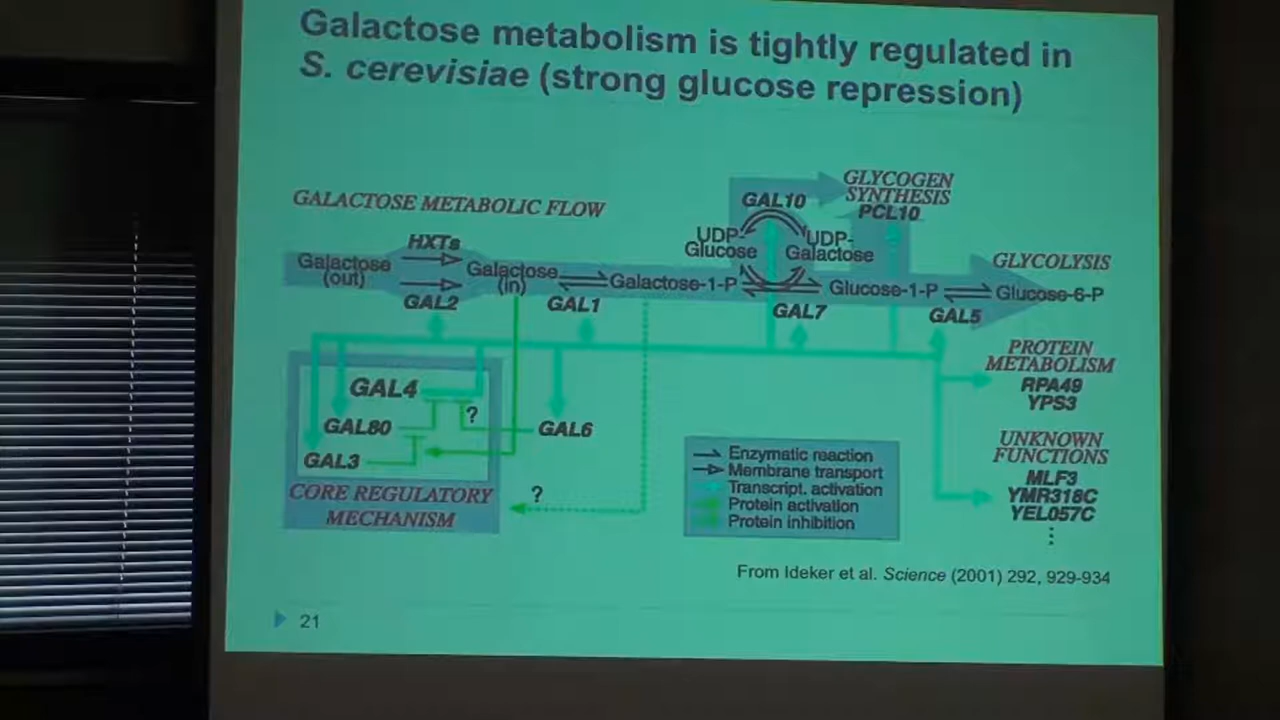 Galactose metabolism is tightly regulated in
S. cerevisiae (strong glucose repression)
GALACTOSE METABOLIC FLOW
GLYCOGEN
SYNTHESIS
PCL10
GAL10
HXTs
UDP-
Glucose
UDP-
Galactose
GLYCOLYSIS
Galactose
(out)
Galactose
(in)
Galactose-1-P
Glucose-1-P
Glucose-6-P
GAL2
GAL1
GAL7
GAL5
PROTEIN
METABOLISM
RPA49
YPS3
GAL4
?
GAL80
GAL6
GAL3
UNKNOWN
FUNCTIONS
MLF3
YMR318C
YEL057C
⋮
CORE REGULATORY
MECHANISM
?
Enzymatic reaction
Membrane transport
Transcript. activation
Protein activation
Protein inhibition
From Ideker et al. Science (2001) 292, 929-934
21